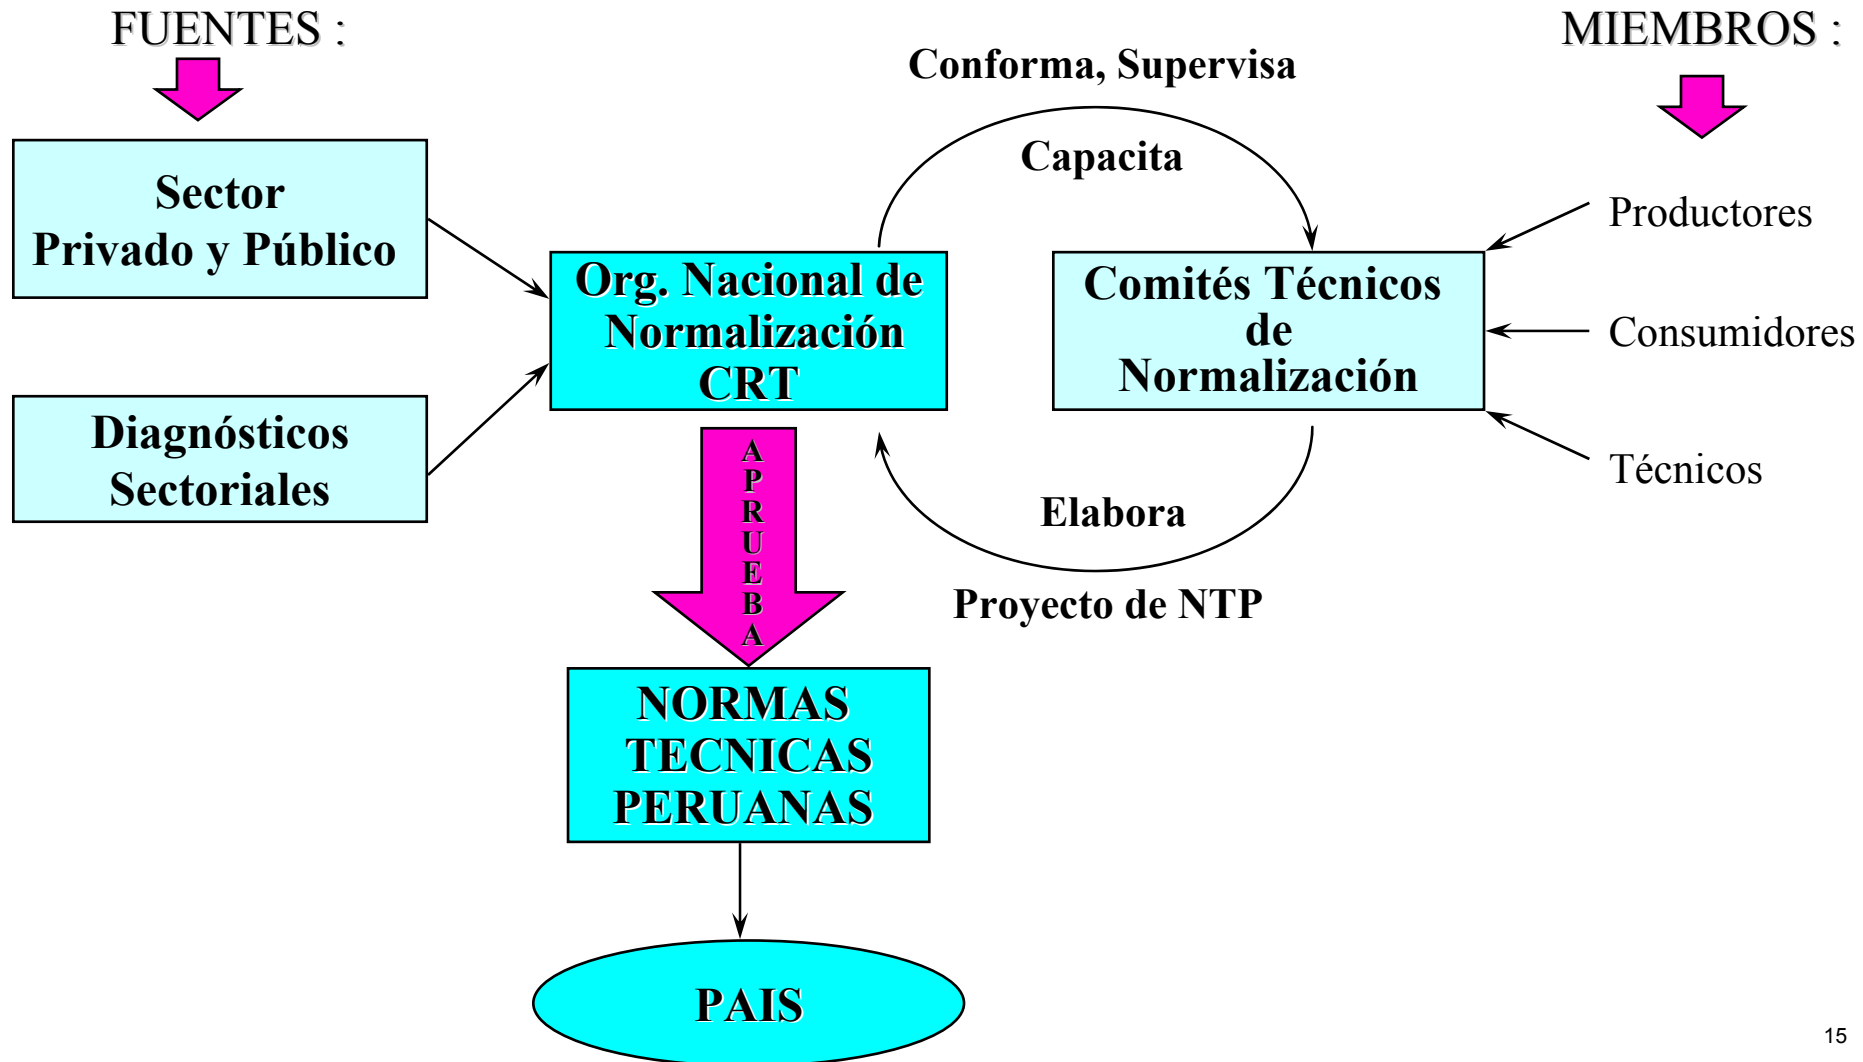 FUENTES :
MIEMBROS :
Conforma, Supervisa
Capacita
Sector
Privado y Público
Productores
Org. Nacional de
Normalización
CRT
Comités Técnicos
de
Normalización
Consumidores
Diagnósticos
Sectoriales
Técnicos
A
P
R
U
E
B
A
Elabora
Proyecto de NTP
NORMAS
TECNICAS
PERUANAS
PAIS
15